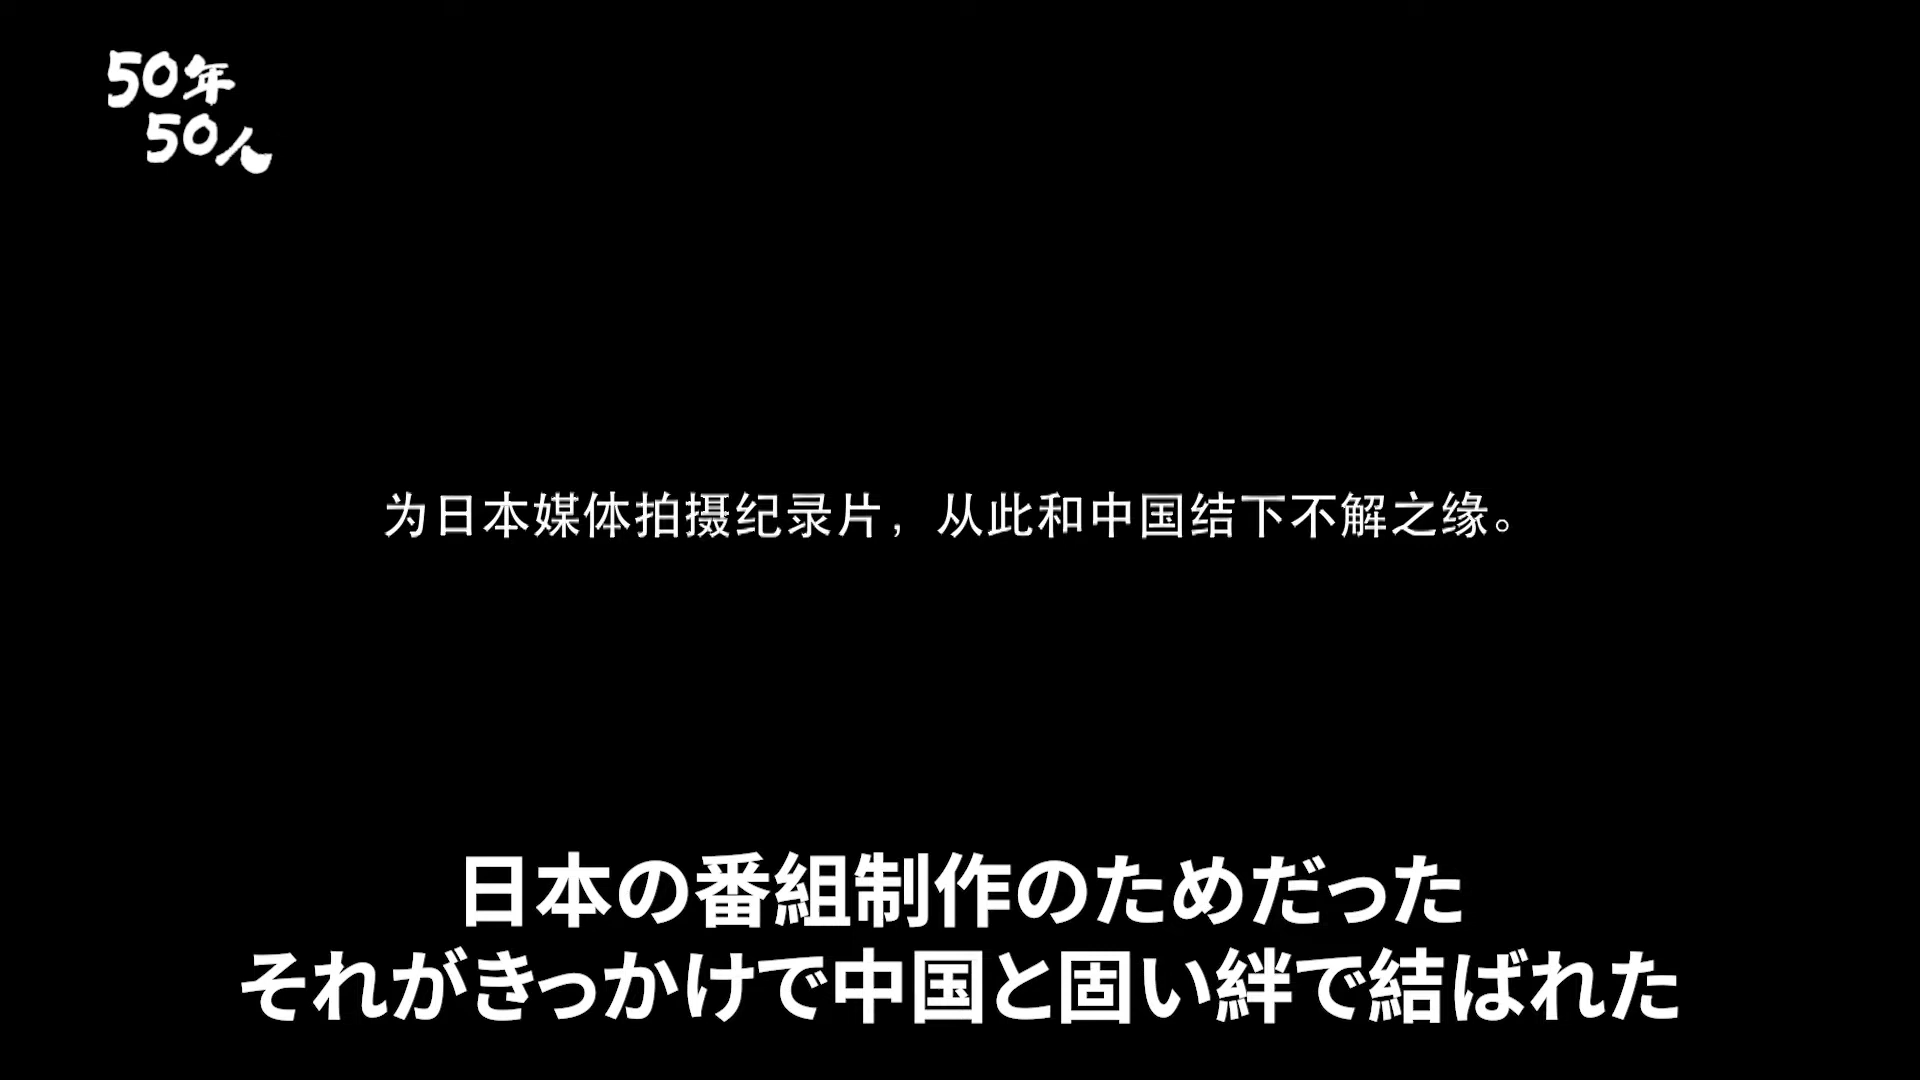 50年
50人
为日本媒体拍摄纪录片，从此和中国结下不解之缘。
日本の番組制作のためだった
それがきっかけで中国と固い絆で結ばれた